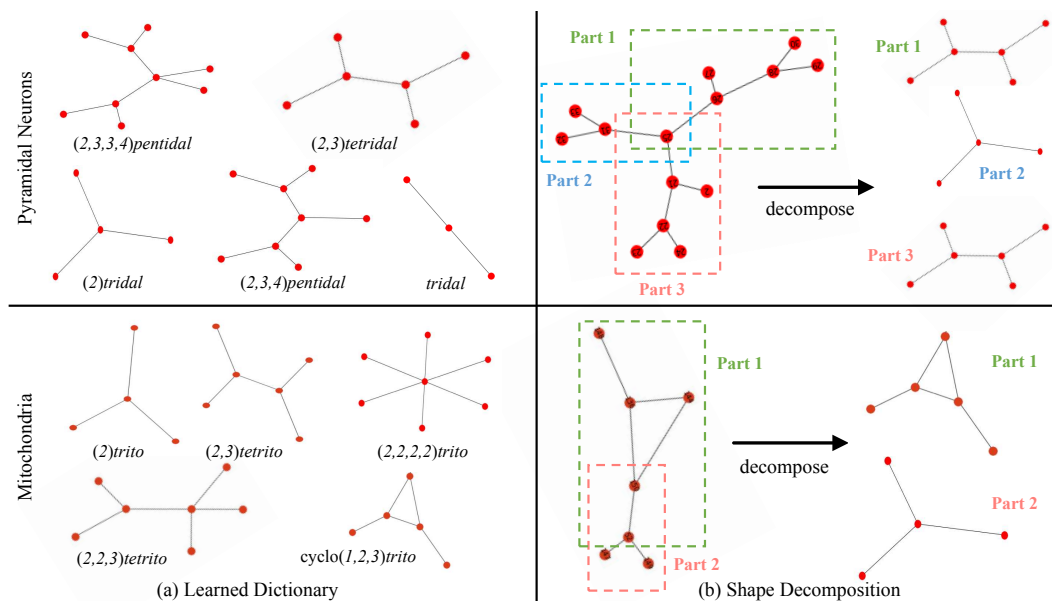 Pyramidal Neurons
(2,3,3,4)pentidal
(2,3)tetridal
(2)tridal
(2,3,4)pentidal
tridal
Part 1
Part 2
Part 3
decompose
Part 1
Part 2
Part 3
Mitochondria
(2)trito
(2,3)tetrito
(2,2,2,2)trito
(2,2,3)tetrito
cyclo(1,2,3)trito
(a) Learned Dictionary
Part 1
Part 2
decompose
Part 1
Part 2
(b) Shape Decomposition